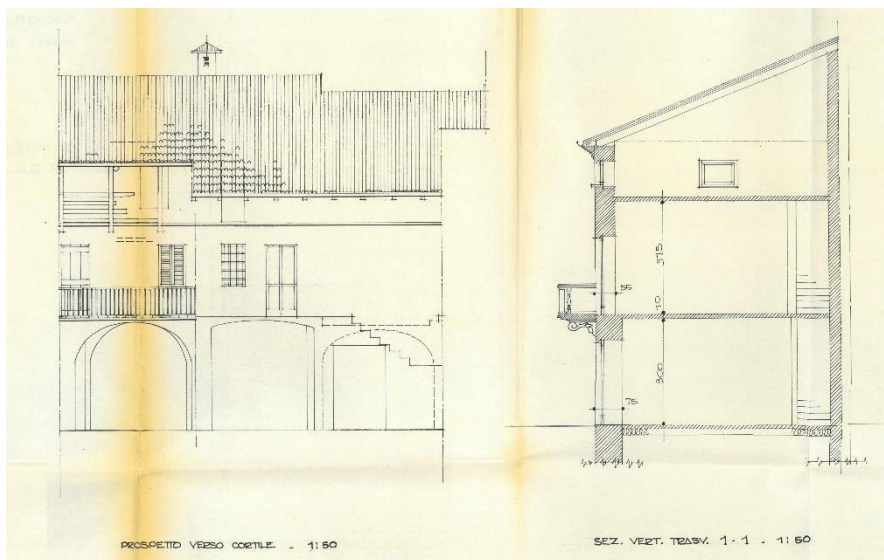 375
35
10
300
75
PROSPETTO VERSO CORTILE - 1:50
SEZ. VERT. TRASV. 1-1 - 1:50